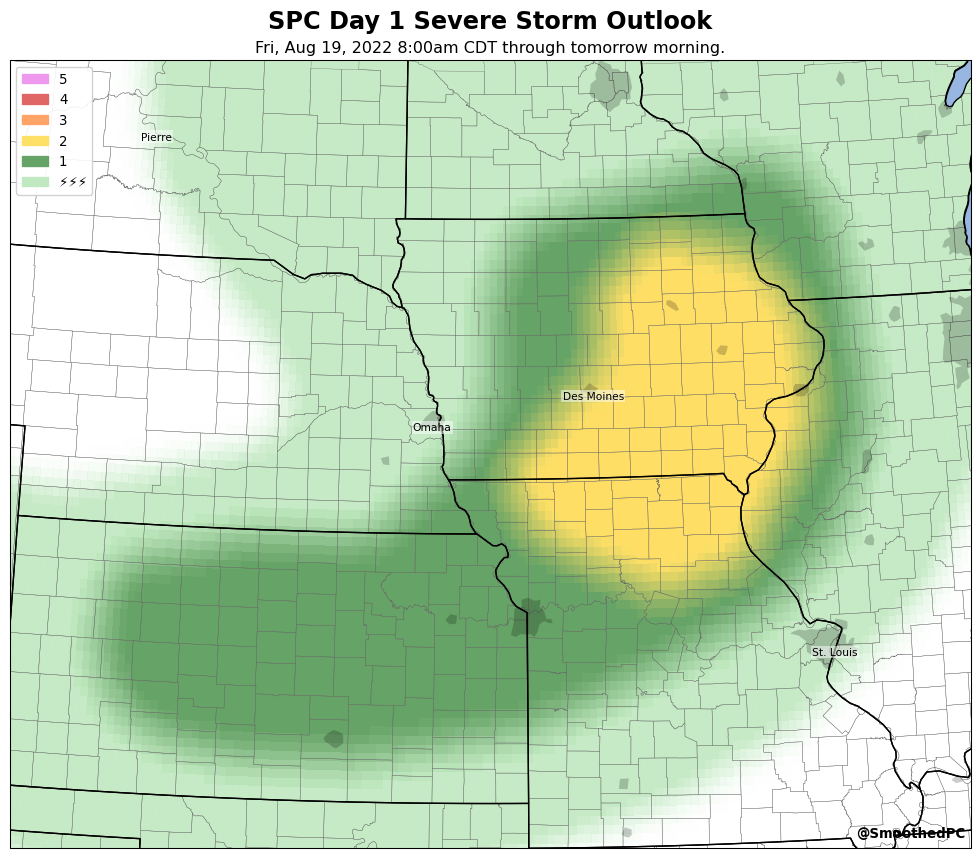 SPC Day 1 Severe Storm Outlook
Fri, Aug 19, 2022 8:00am CDT through tomorrow morning.
5
4
3
2
1
⚡⚡⚡
Pierre
Des Moines
Omaha
St. Louis
@SmoothedPC